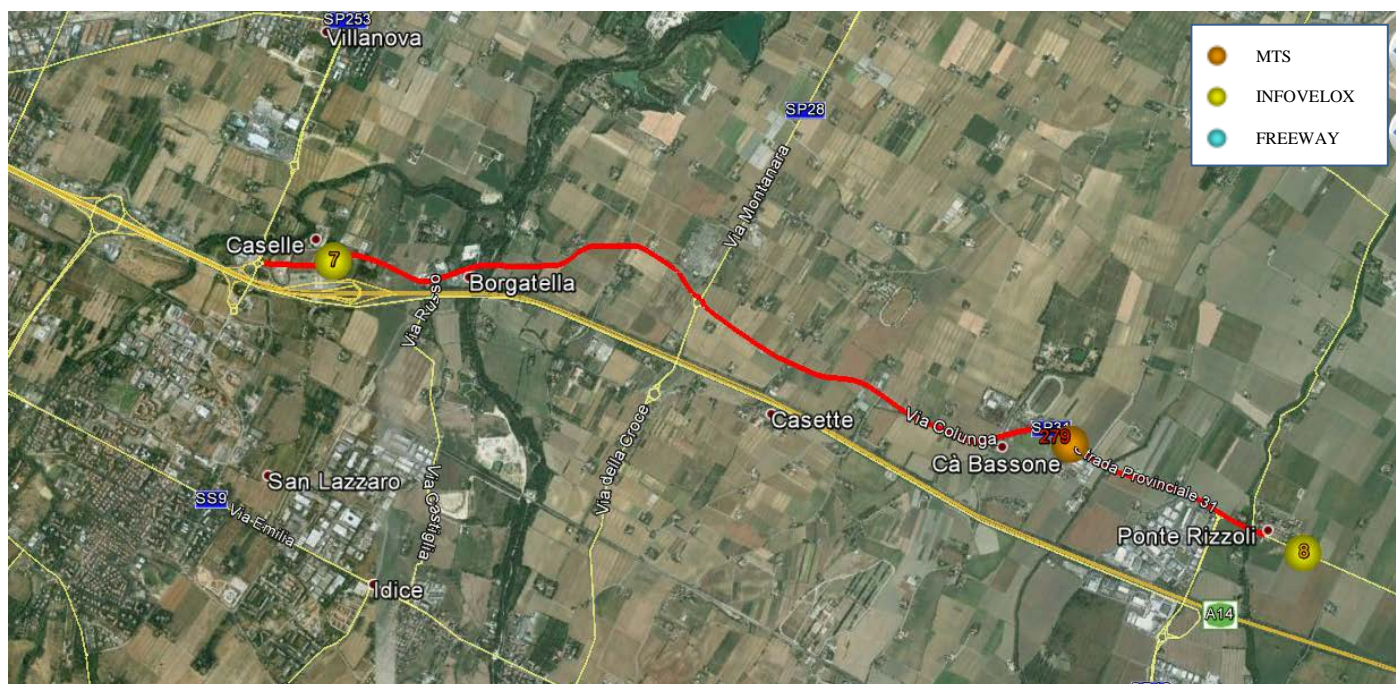 SP253
Villanova
MTS
INFOVELOX
FREEWAY
SP28
Via Montanara
Caselle
7
Borgatella
Via Russo
Casette
Via Colunga
SP31
279
Cà Bassone
Strada Provinciale 31
Ponte Rizzoli
8
Via della Croce
San Lazzaro
SS9
Via Emilia
Via Castiglia
Idice
A14